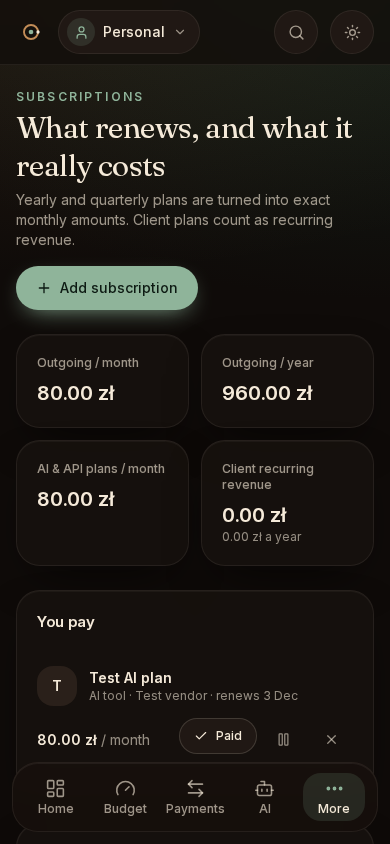 Personal
SUBSCRIPTIONS
What renews, and what it
really costs
Yearly and quarterly plans are turned into exact
monthly amounts. Client plans count as recurring
revenue.
Add subscription
Outgoing / month
80.00 zł
Outgoing / year
960.00 zł
AI & API plans / month
80.00 zł
Client recurring
revenue
0.00 zł
0.00 zł a year
You pay
T
Test AI plan
AI tool · Test vendor · renews 3 Dec
80.00 zł / month
Paid
Home
Budget
Payments
AI
More